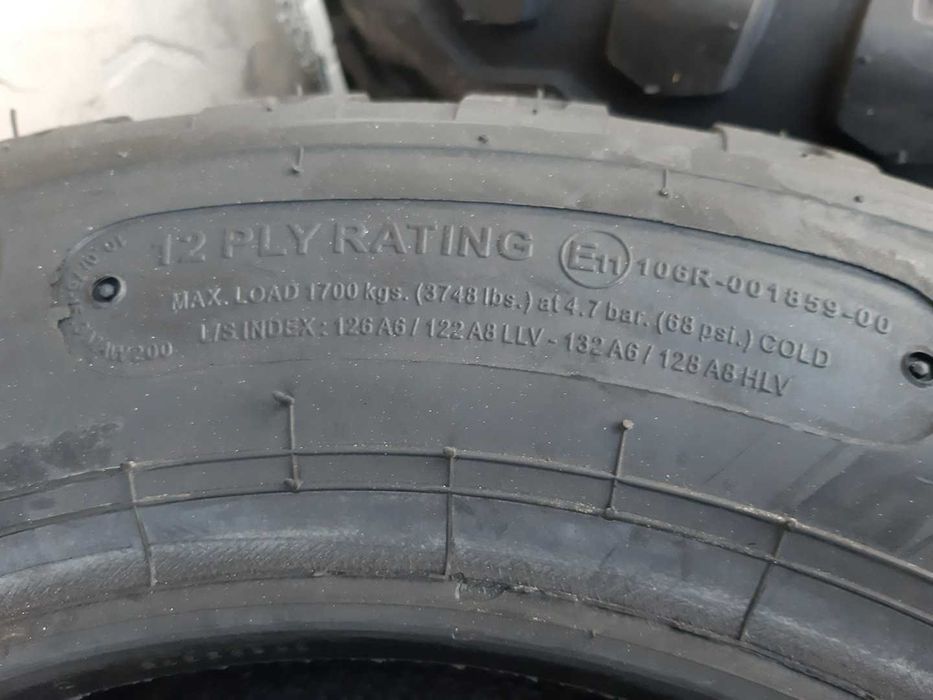 12 PLY RATING E11 106R-001859-00
MAX. LOAD 1700 kgs. (3748 lbs.) at 4.7 bar. (68 psi.) COLD
L/S INDEX : 126 A6 / 122 A8 LLV - 132 A6 / 128 A8 HLV